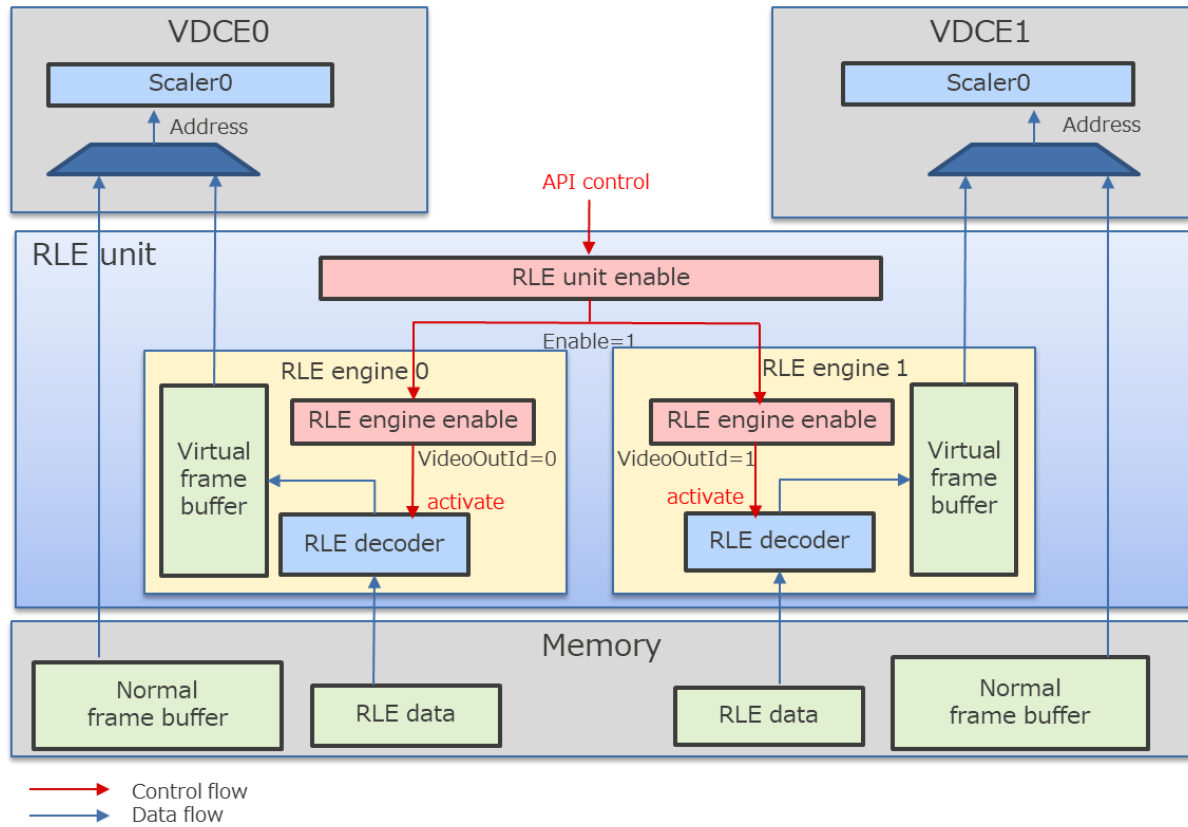 VDCE0
Scaler0
Address
VDCE1
Scaler0
Address
API control
RLE unit
RLE unit enable
Enable=1
RLE engine 0
RLE engine enable
VideoOutId=0
activate
Virtual
frame
buffer
RLE decoder
RLE engine 1
RLE engine enable
VideoOutId=1
activate
RLE decoder
Virtual
frame
buffer
Memory
Normal
frame buffer
RLE data
RLE data
Normal
frame buffer
Control flow
Data flow